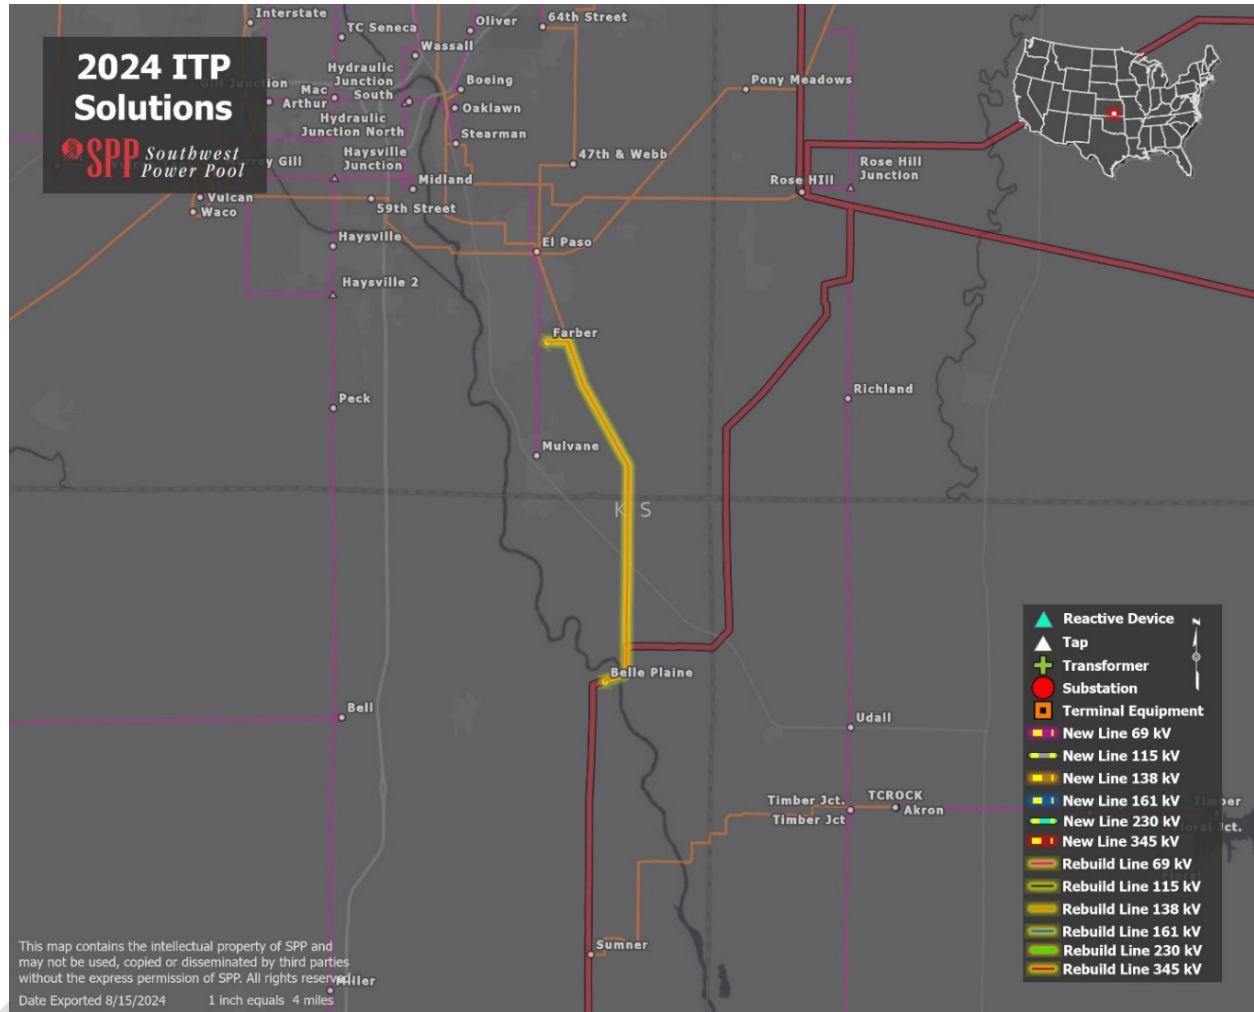 2024 ITP
Solutions
SPP Southwest
Power Pool
Interstate
TC Seneca
Oliver
64th Street
Wassall
Hydraulic
Junction
South
Boeing
Pony Meadows
Junction
Mac
Arthur
Oaklawn
Hydraulic
Junction North
Stearman
Haysville
Junction
47th & Webb
Rose Hill
Junction
Gill
Midland
Rose HIll
Vulcan
59th Street
Waco
Haysville
El Paso
Haysville 2
Farber
Peck
Richland
Mulvane
K S
Belle Plaine
Bell
Udall
Timber Jct.
Timber Jct
TCROCK
Akron
Timber
Floral Jct.
Floral
Sumner
Miller
N
Reactive Device
Tap
Transformer
Substation
Terminal Equipment
New Line 69 kV
New Line 115 kV
New Line 138 kV
New Line 161 kV
New Line 230 kV
New Line 345 kV
Rebuild Line 69 kV
Rebuild Line 115 kV
Rebuild Line 138 kV
Rebuild Line 161 kV
Rebuild Line 230 kV
Rebuild Line 345 kV
This map contains the intellectual property of SPP and
may not be used, copied or disseminated by third parties
without the express permission of SPP. All rights reserved.
Date Exported 8/15/2024 1 inch equals 4 miles